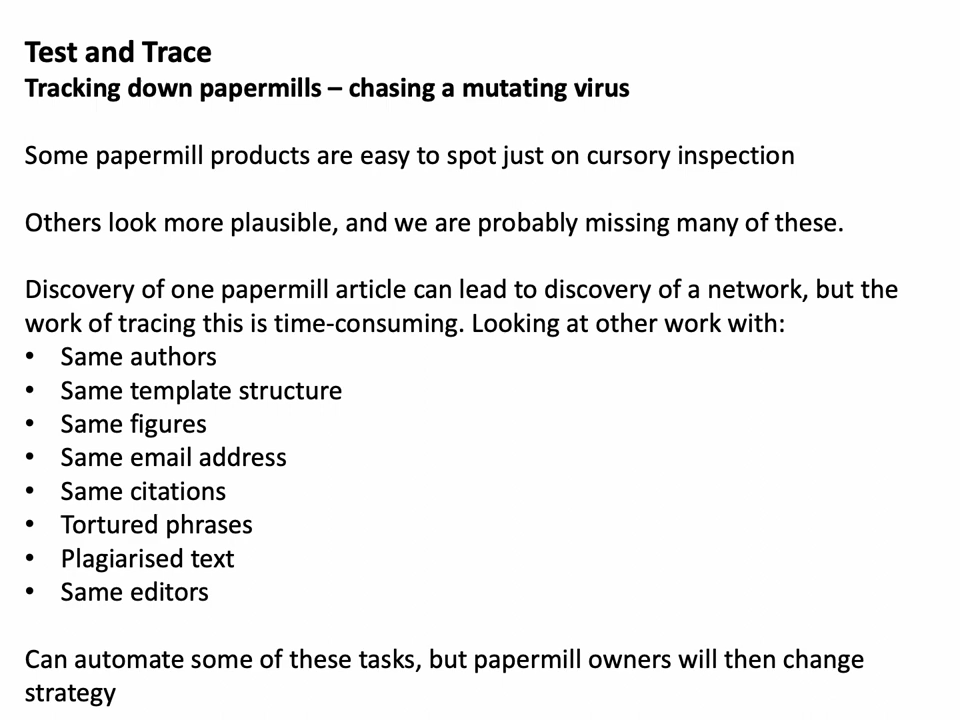 Test and Trace
Tracking down papermills – chasing a mutating virus
Some papermill products are easy to spot just on cursory inspection
Others look more plausible, and we are probably missing many of these.
Discovery of one papermill article can lead to discovery of a network, but the
work of tracing this is time-consuming. Looking at other work with:
• Same authors
• Same template structure
• Same figures
• Same email address
• Same citations
• Tortured phrases
• Plagiarised text
• Same editors
Can automate some of these tasks, but papermill owners will then change
strategy